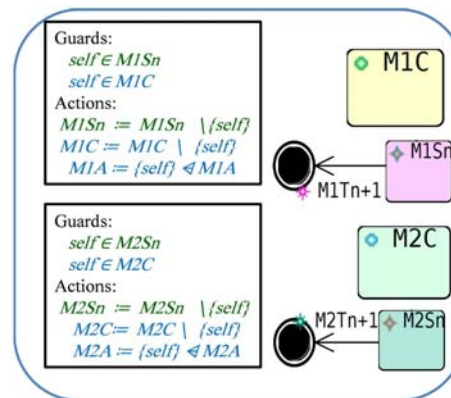 Guards:
self ∈ M1Sn
self ∈ M1C
Actions:
M1Sn ≔ M1Sn \{self}
M1C ≔ M1C \ {self}
M1A ≔ {self} ⩤ M1A
M1C
M1Sn
M1Tn+1
Guards:
self ∈ M2Sn
self ∈ M2C
Actions:
M2Sn ≔ M2Sn \{self}
M2C≔ M2C \ {self}
M2A ≔ {self} ⩤ M2A
M2C
M2Tn+1
M2Sn